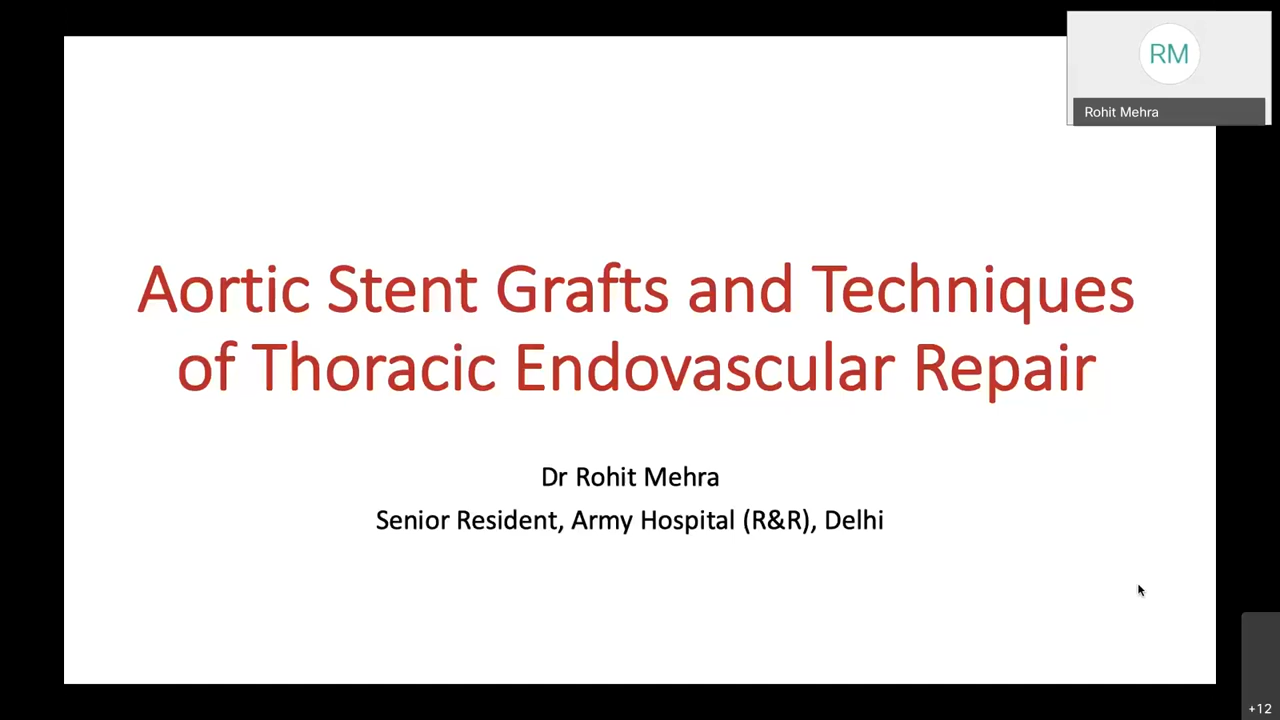 RM
Rohit Mehra
Aortic Stent Grafts and Techniques
of Thoracic Endovascular Repair
Dr Rohit Mehra
Senior Resident, Army Hospital (R&R), Delhi
+12